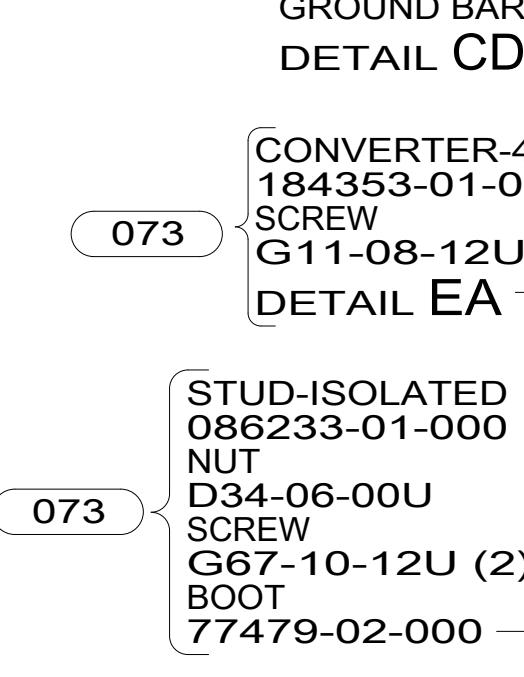 GROUND BAR
DETAIL CD
CONVERTER-4
184353-01-0
073
SCREW
G11-08-12U
DETAIL EA
STUD-ISOLATED
086233-01-000
NUT
D34-06-00U
073
SCREW
G67-10-12U (2)
BOOT
77479-02-000